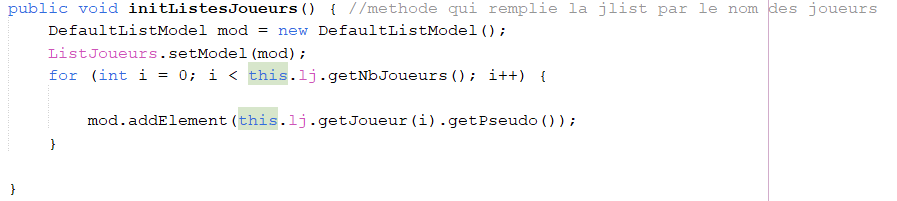 public void initListesJoueurs() { //methode qui remplie la jlist par le nom des joueurs
DefaultListModel mod = new DefaultListModel();
ListJoueurs.setModel(mod);
for (int i = 0; i < this.lj.getNbJoueurs(); i++) {
mod.addElement(this.lj.getJoueur(i).getPseudo());
}
}